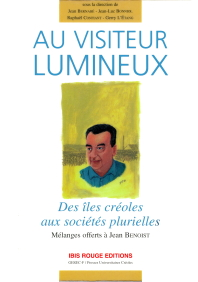 sous la direction de
Jean BERNABÉ · Jean-Luc BONNIOL
Raphaël CONFIANT · Gerry L'ÉTANG
AU VISITEUR
LUMINEUX
Des îles créoles
aux sociétés plurielles
Mélanges offerts à Jean BENOIST
IBIS ROUGE EDITIONS
GEREC-F / Presses Universitaires Créoles